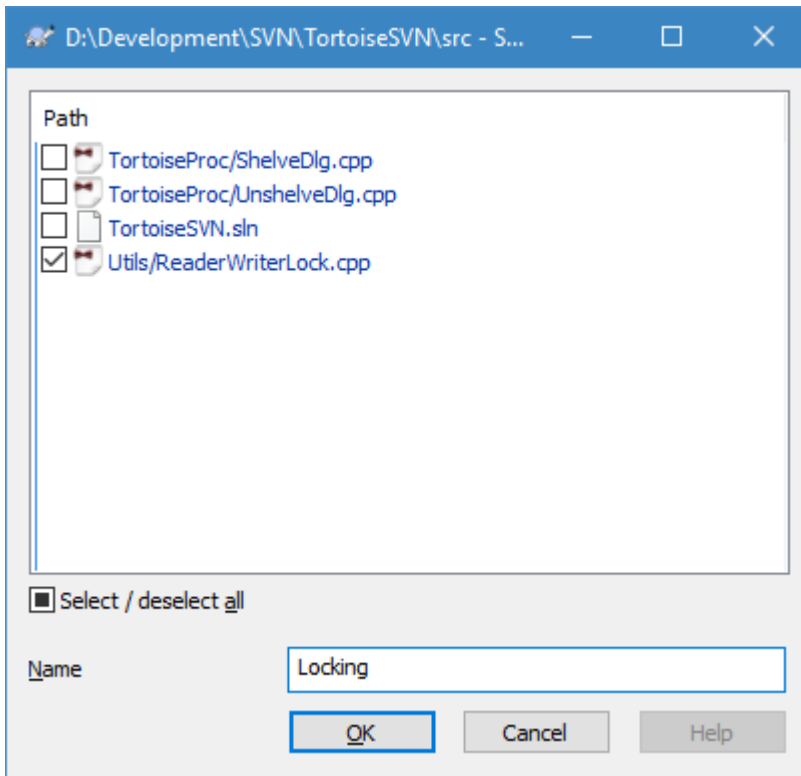 D:\Development\SVN\TortoiseSVN\src - S...
Path
TortoiseProc/ShelveDlg.cpp
TortoiseProc/UnshelveDlg.cpp
TortoiseSVN.sln
Utils/ReaderWriterLock.cpp
Select / deselect all
Name Locking
OK Cancel Help